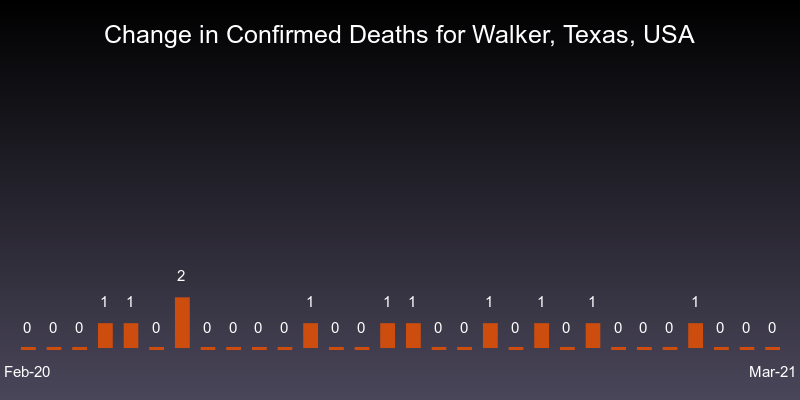 Change in Confirmed Deaths for Walker, Texas, USA
2
1 1 1 1 1 1 1 1 1
0 0 0 0 0 0 0 0 0 0 0 0 0 0 0 0 0 0 0 0
Feb-20 Mar-21